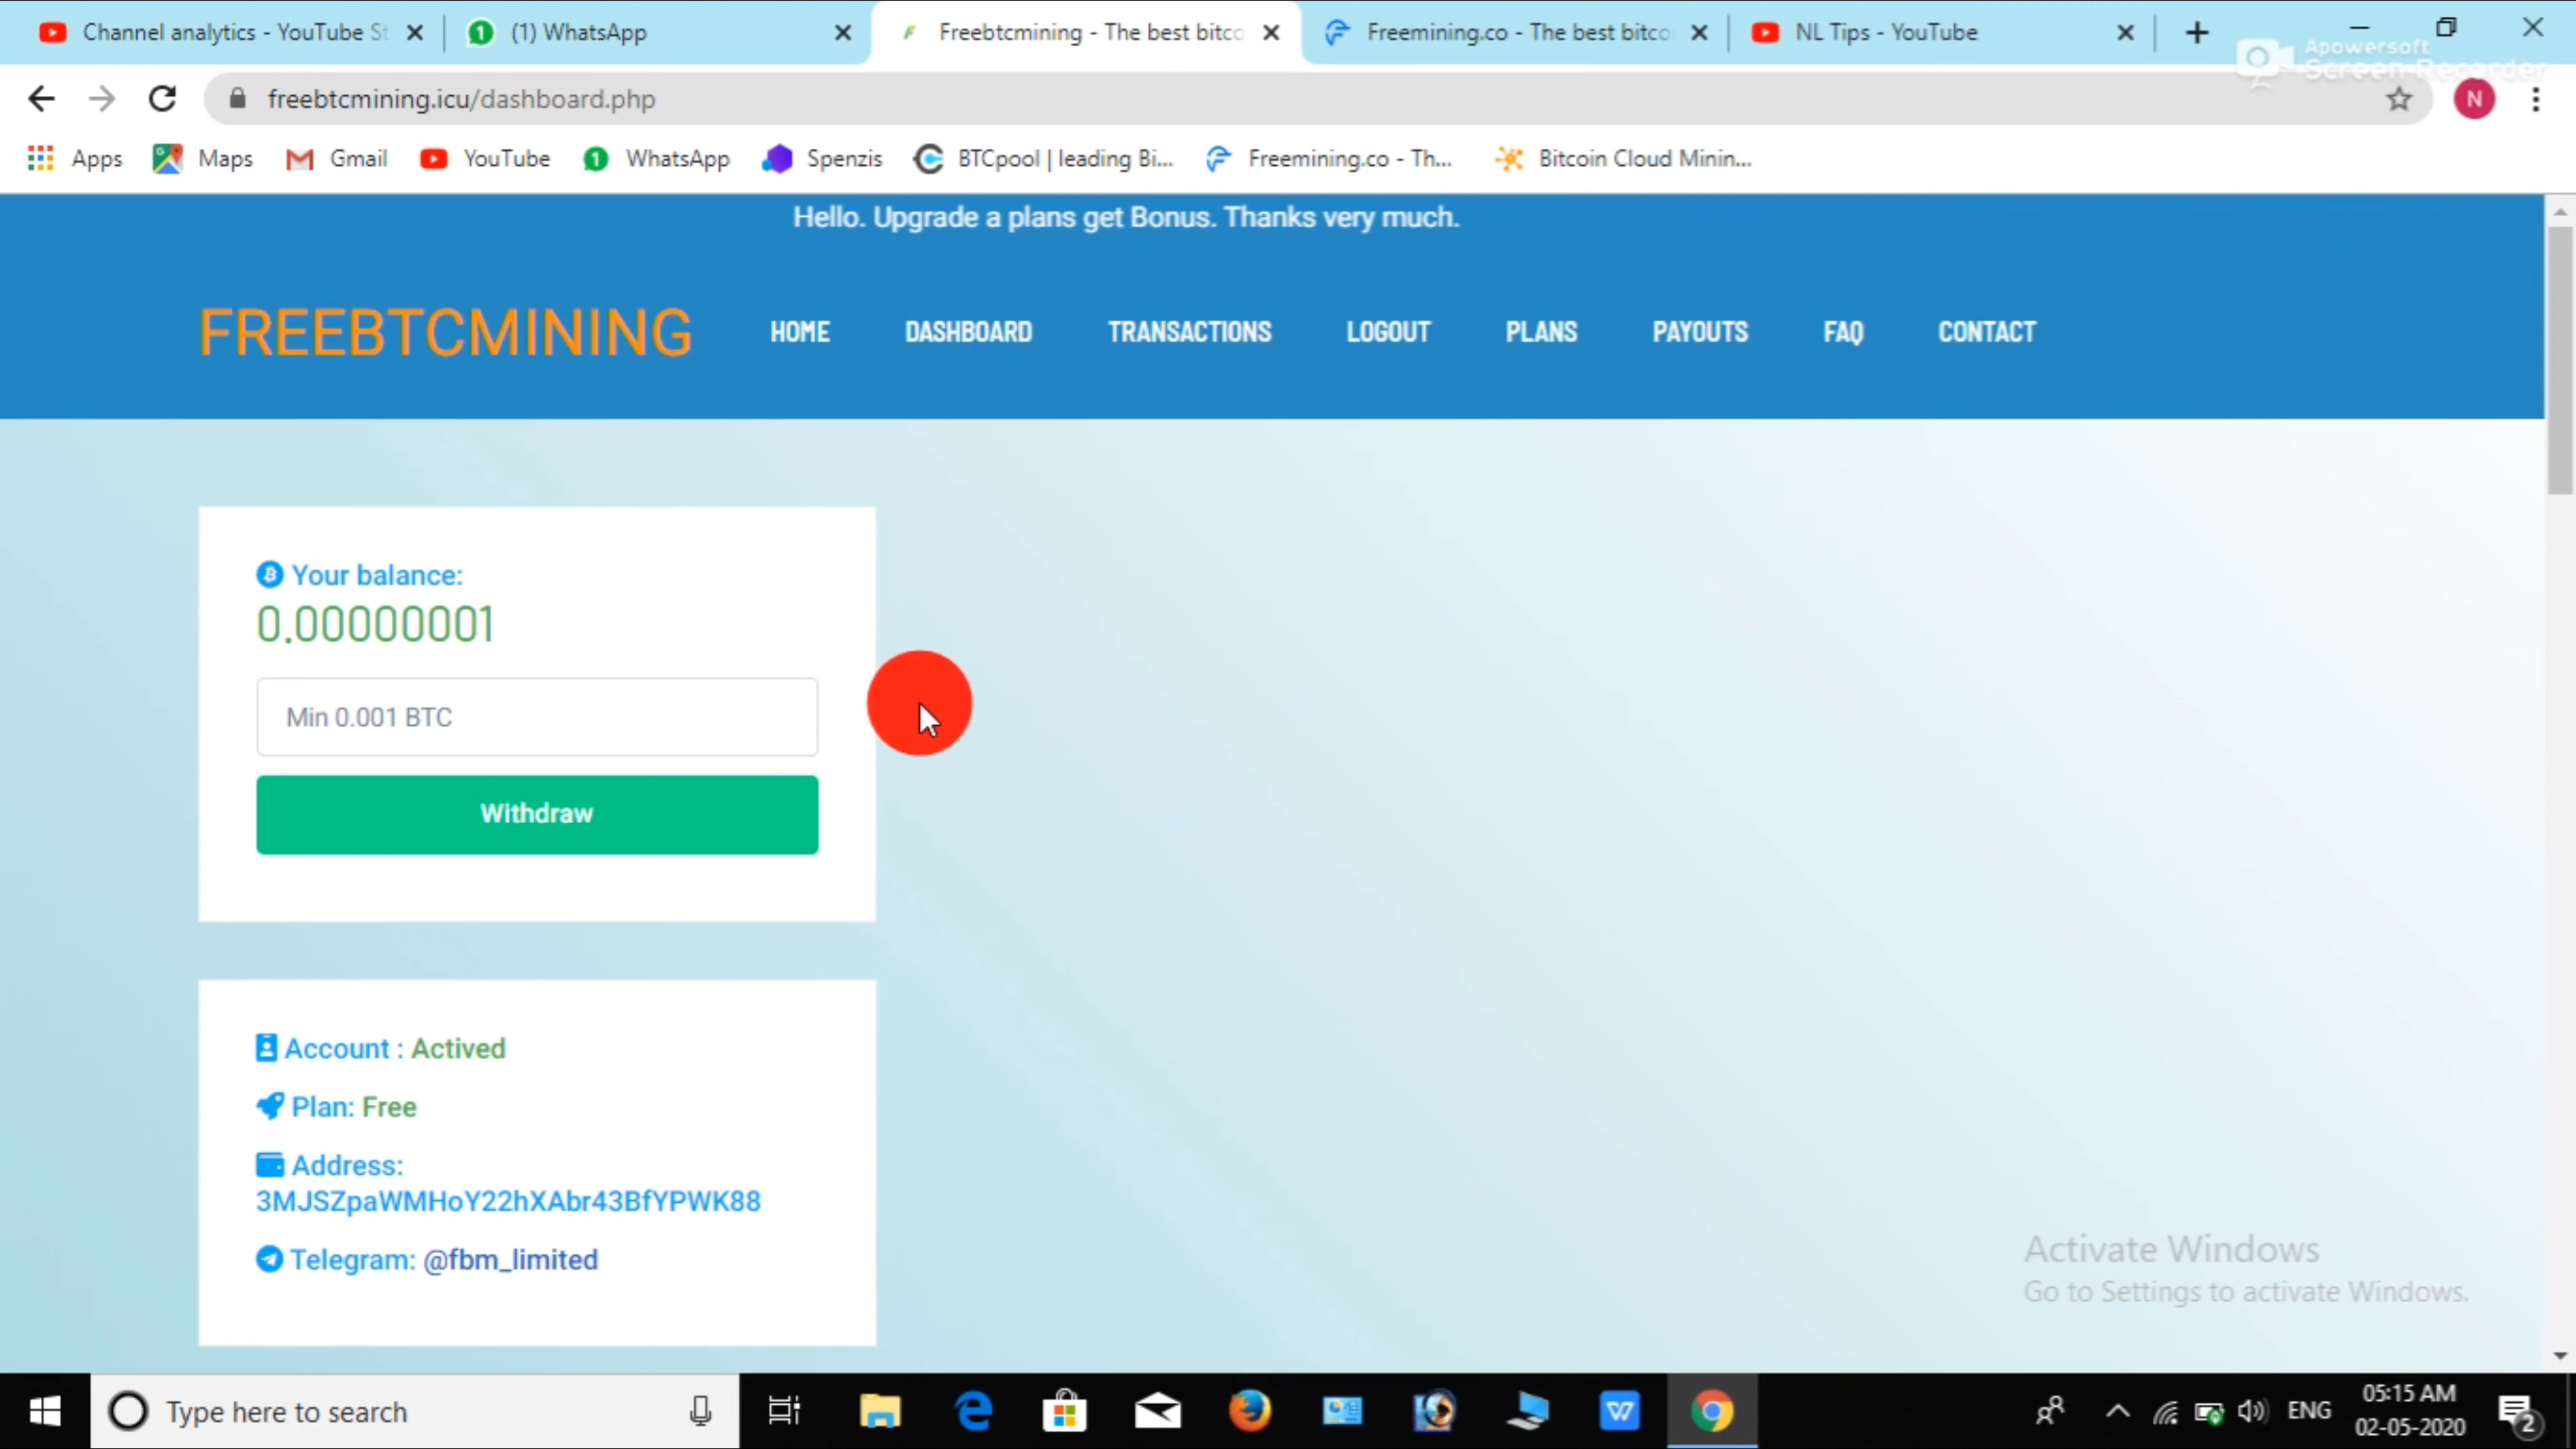 Channel analytics - YouTube St
(1) WhatsApp
Freebtcmining - The best bitco
Freemining.co - The best bitco
NL Tips - YouTube
Apowersoft
Screen Recorder
freebtcmining.icu/dashboard.php
N
Apps
Maps
Gmail
YouTube
WhatsApp
Spenzis
BTCpool | leading Bi...
Freemining.co - Th...
Bitcoin Cloud Minin...
Hello. Upgrade a plans get Bonus. Thanks very much.
FREEBTCMINING
HOME
DASHBOARD
TRANSACTIONS
LOGOUT
PLANS
PAYOUTS
FAQ
CONTACT
Your balance:
0.00000001
Min 0.001 BTC
Withdraw
Account : Actived
Plan: Free
Address:
3MJSZpaWMHoY22hXAbr43BfYPWK88
Telegram: @fbm_limited
Activate Windows
Go to Settings to activate Windows.
Type here to search
ENG
05:15 AM
02-05-2020
2